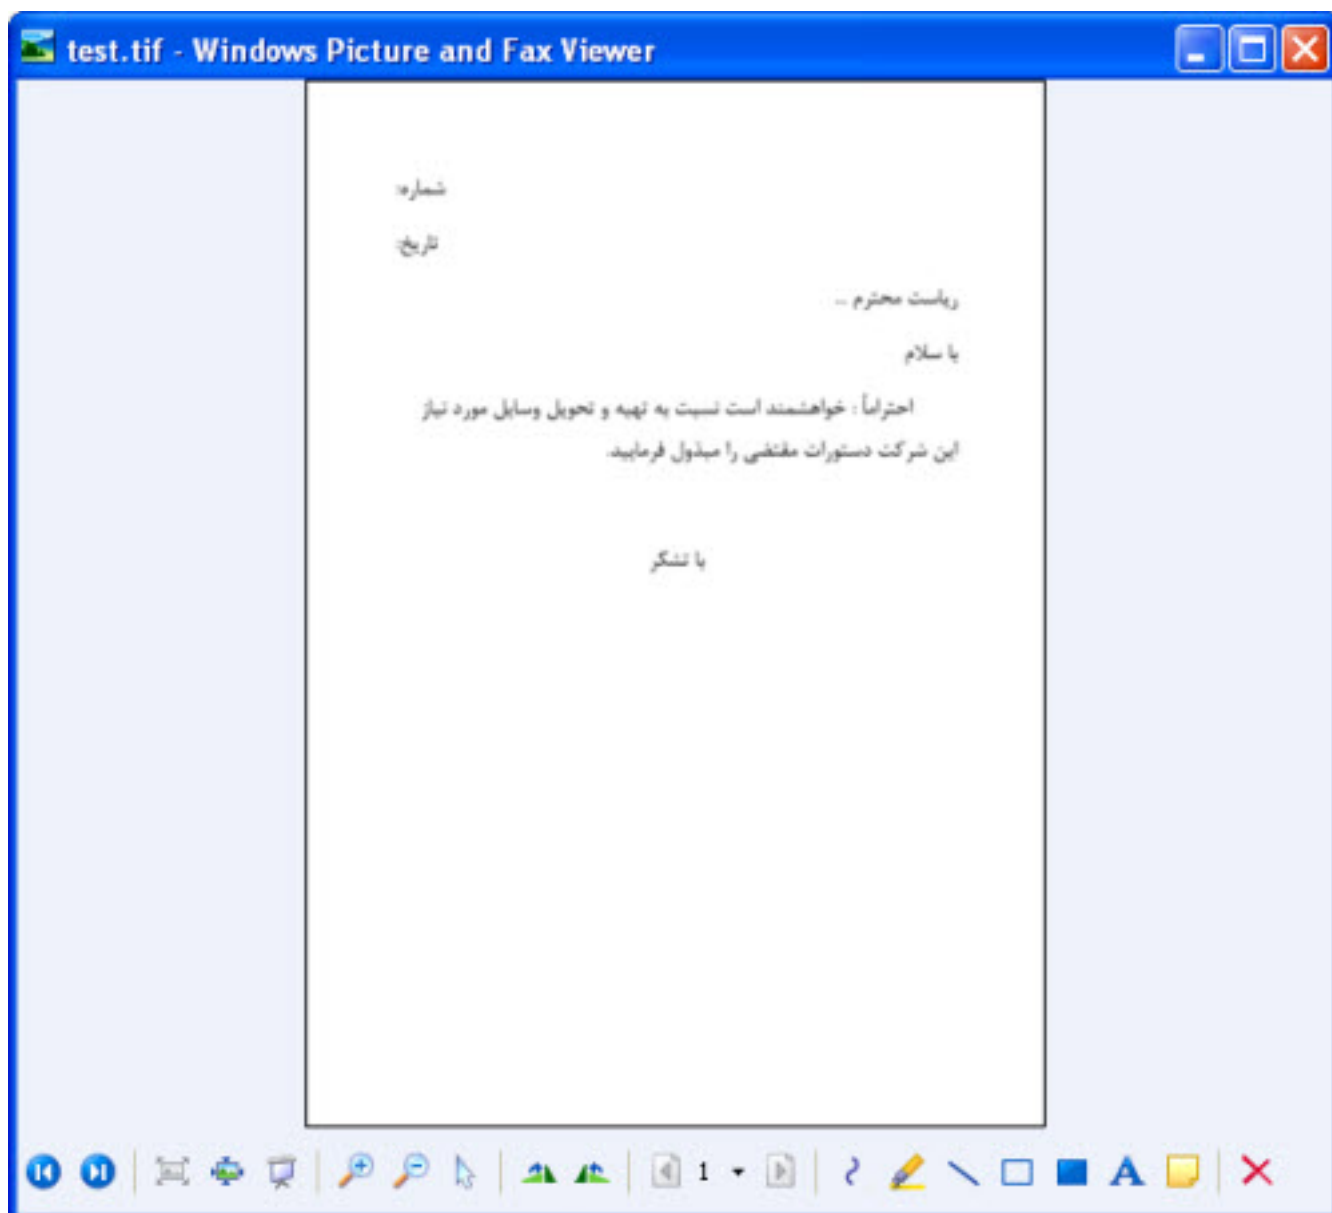 test.tif - Windows Picture and Fax Viewer
شماره:
تاریخ:
ریاست محترم ...
با سلام
احتراماً : خواهشمند است نسبت به تهیه و تحویل وسایل مورد نیاز
این شرکت دستورات مقتضی را مبذول فرمایید.
با تشکر
1
A